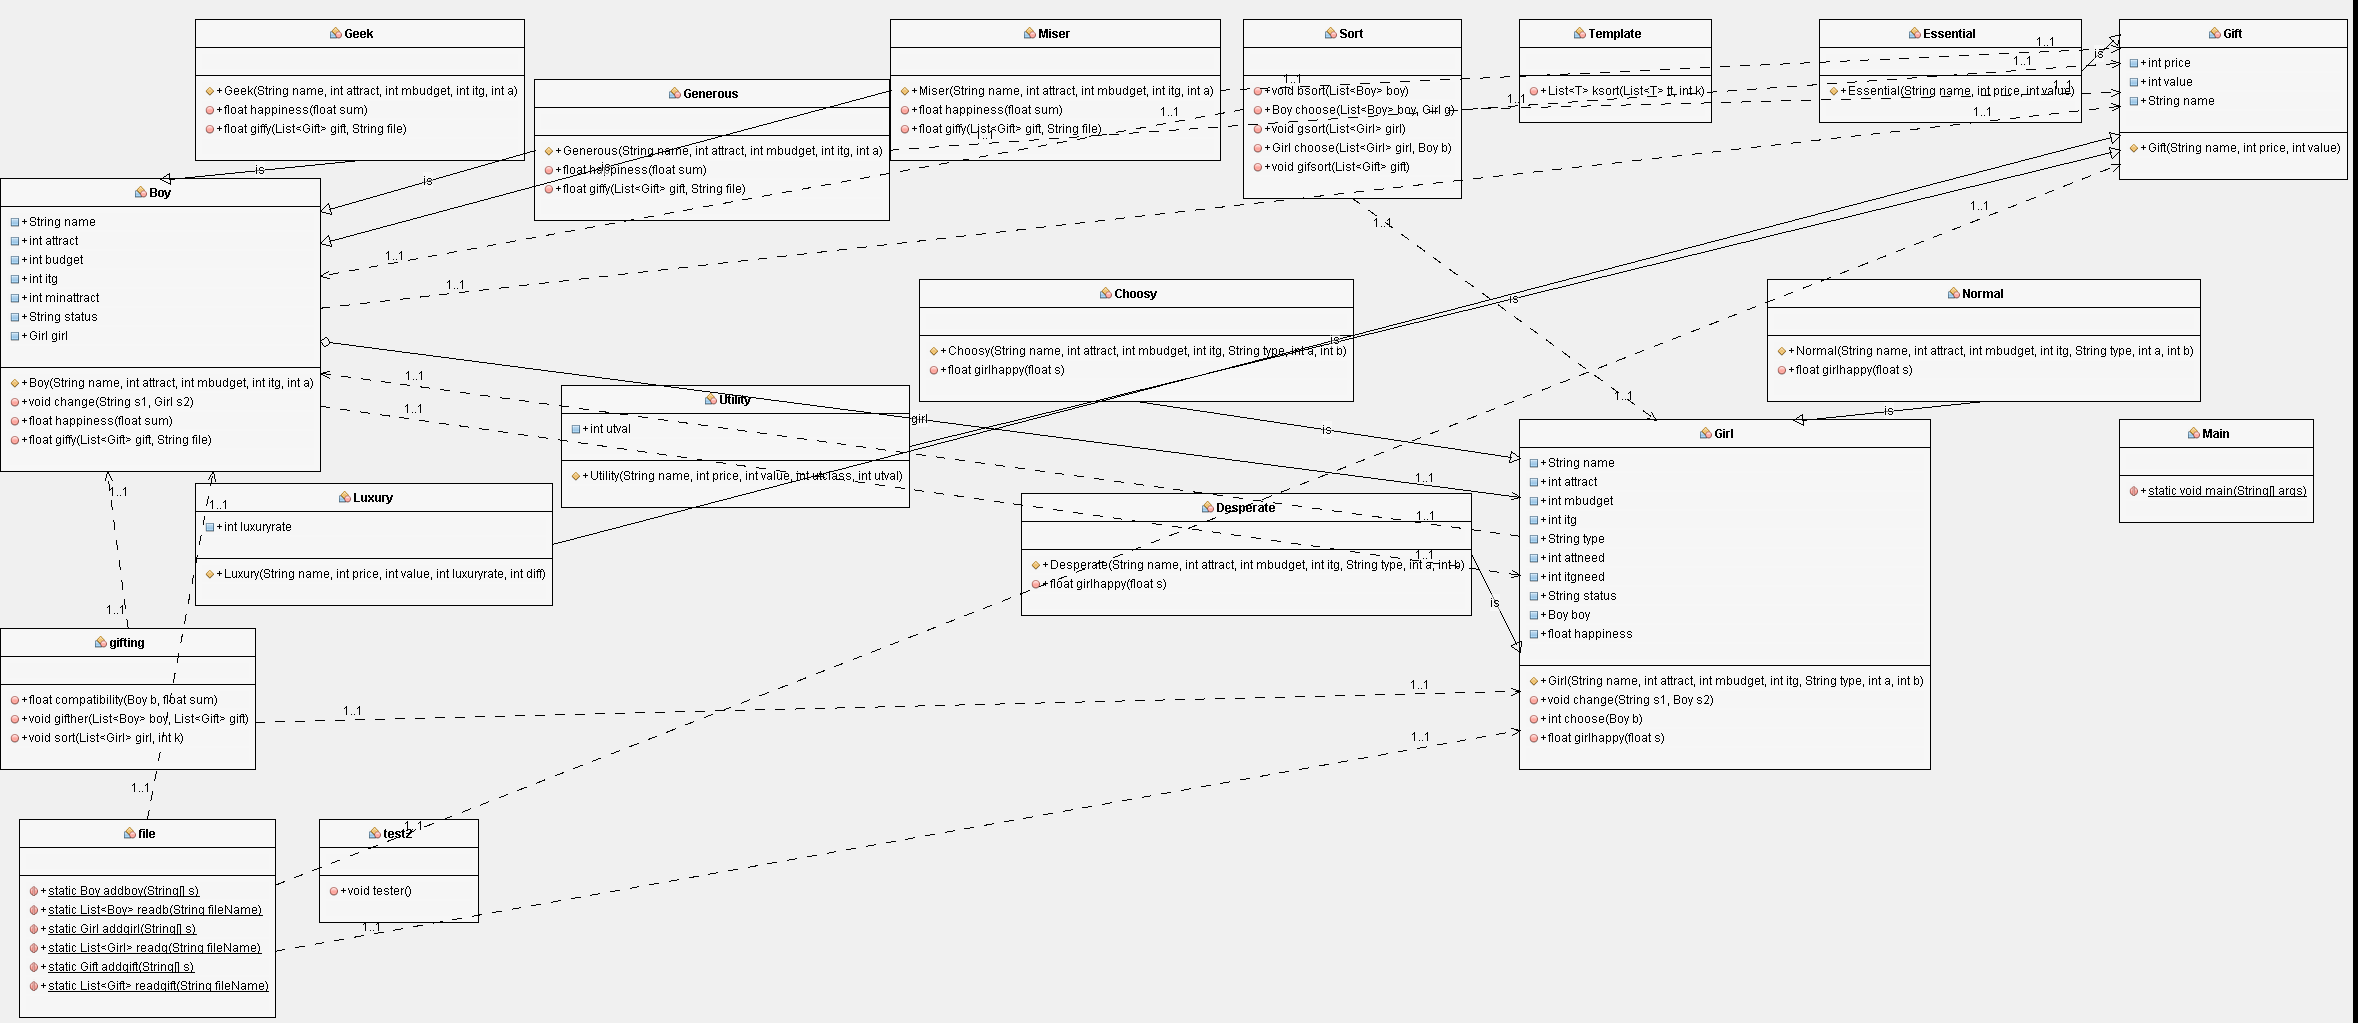 Geek
+Geek(String name, int attract, int mbudget, int itg, int a)
+float happiness(float sum)
+float giffy(List<Gift> gift, String file)
Generous
+Generous(String name, int attract, int mbudget, int itg, int a)
+float happiness(float sum)
+float giffy(List<Gift> gift, String file)
Miser
+Miser(String name, int attract, int mbudget, int itg, int a)
+float happiness(float sum)
+float giffy(List<Gift> gift, String file)
Sort
+void bsort(List<Boy> boy)
+Boy choose(List<Boy> boy, Girl g)
+void gsort(List<Girl> girl)
+Girl choose(List<Girl> girl, Boy b)
+void gifsort(List<Gift> gift)
Template
+List<T> ksort(List<T> tt, int k)
Essential
+Essential(String name, int price, int value)
Gift
+int price
+int value
+String name
+Gift(String name, int price, int value)
1..1
1..1
1..1
1..1
1..1
1..1
1..1
1..1
is
is
is
is
Boy
+String name
+int attract
+int budget
+int itg
+int minattract
+String status
+Girl girl
+Boy(String name, int attract, int mbudget, int itg, int a)
+void change(String s1, Girl s2)
+float happiness(float sum)
+float giffy(List<Gift> gift, String file)
1..1
1..1
1..1
1..1
1..1
1..1
is
is
Choosy
+Choosy(String name, int attract, int mbudget, int itg, String type, int a, int b)
+float girlhappy(float s)
Normal
+Normal(String name, int attract, int mbudget, int itg, String type, int a, int b)
+float girlhappy(float s)
Utility
+int utval
+Utility(String name, int price, int value, int utclass, int utval)
girl
1..1
is
is
Girl
+String name
+int attract
+int mbudget
+int itg
+String type
+int attneed
+int itgneed
+String status
+Boy boy
+float happiness
+Girl(String name, int attract, int mbudget, int itg, String type, int a, int b)
+void change(String s1, Boy s2)
+int choose(Boy b)
+float girlhappy(float s)
Main
+static void main(String[] args)
Luxury
+int luxuryrate
+Luxury(String name, int price, int value, int luxuryrate, int diff)
Desperate
+Desperate(String name, int attract, int mbudget, int itg, String type, int a, int b)
+float girlhappy(float s)
1..1
1..1
1..1
1..1
1..1
is
gifting
+float compatibility(Boy b, float sum)
+void gifther(List<Boy> boy, List<Gift> gift)
+void sort(List<Girl> girl, int k)
1..1
1..1
1..1
1..1
1..1
file
+static Boy addboy(String[] s)
+static List<Boy> readb(String fileName)
+static Girl addgirl(String[] s)
+static List<Girl> readg(String fileName)
+static Gift addgift(String[] s)
+static List<Gift> readgift(String fileName)
test2
+void tester()
1..1
1..1